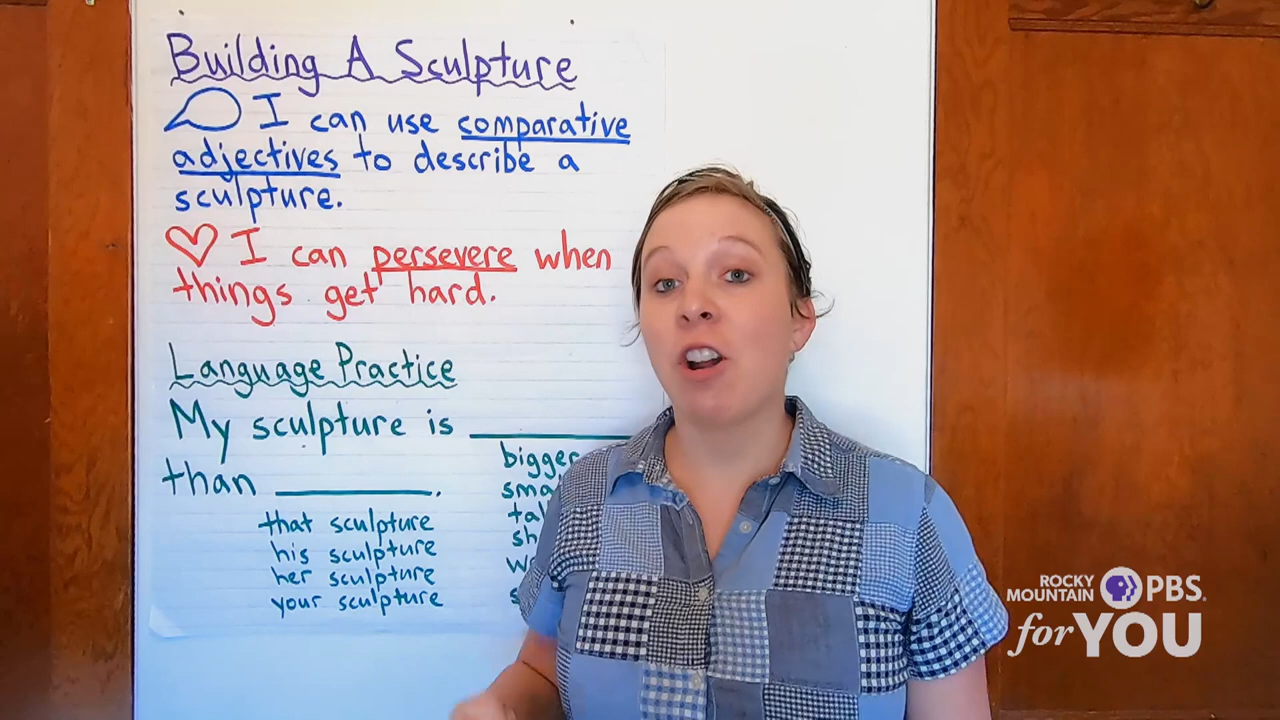 Building A Sculpture
I can use comparative
adjectives to describe a
sculpture.
I can persevere when
things get hard.
Language Practice
My sculpture is
than
bigger
that sculpture
his sculpture
her sculpture
your sculpture
ROCKY
MOUNTAIN PBS
for YOU